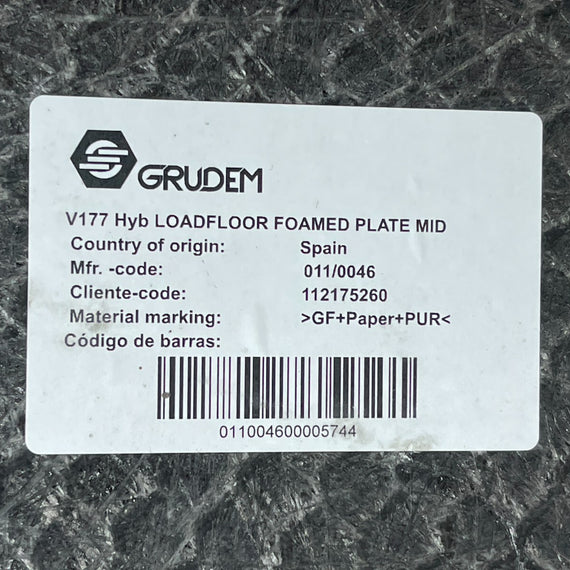 GRUDEM
V177 Hyb LOADFLOOR FOAMED PLATE MID
Country of origin: Spain
Mfr. -code: 011/0046
Cliente-code: 112175260
Material marking: >GF+Paper+PUR<
Código de barras:
011004600005744